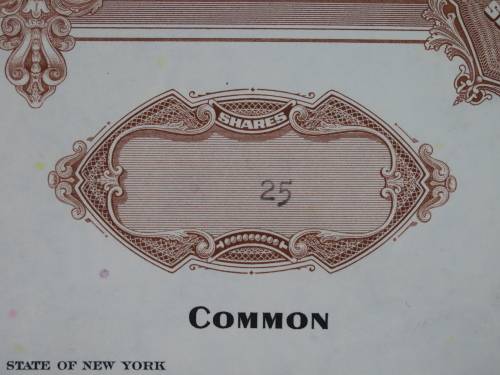 SHARES
25
COMMON
STATE OF NEW YORK